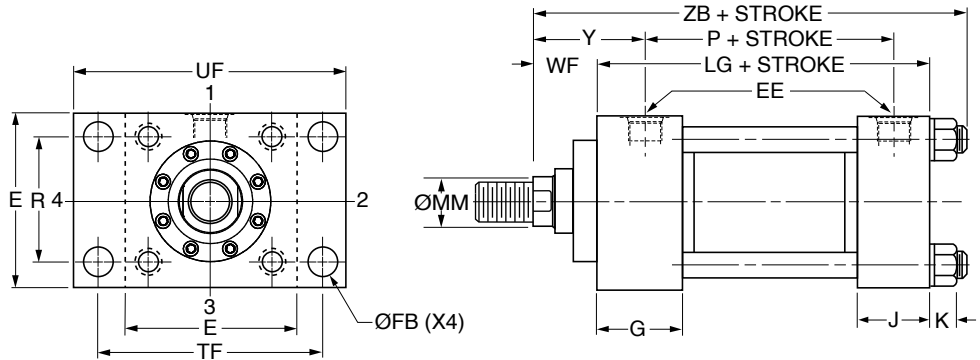 UF
1
E
R
4
2
3
E
TF
ØFB (X4)
ZB + STROKE
Y
P + STROKE
WF
LG + STROKE
EE
ØMM
G
J
K